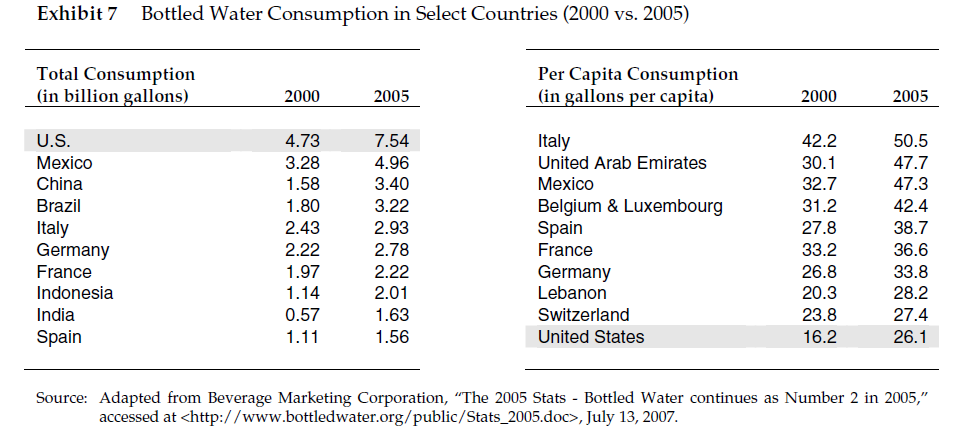 Exhibit 7 Bottled Water Consumption in Select Countries (2000 vs. 2005)
Total Consumption
(in billion gallons) 2000 2005
U.S. 4.73 7.54
Mexico 3.28 4.96
China 1.58 3.40
Brazil 1.80 3.22
Italy 2.43 2.93
Germany 2.22 2.78
France 1.97 2.22
Indonesia 1.14 2.01
India 0.57 1.63
Spain 1.11 1.56
Per Capita Consumption
(in gallons per capita) 2000 2005
Italy 42.2 50.5
United Arab Emirates 30.1 47.7
Mexico 32.7 47.3
Belgium & Luxembourg 31.2 42.4
Spain 27.8 38.7
France 33.2 36.6
Germany 26.8 33.8
Lebanon 20.3 28.2
Switzerland 23.8 27.4
United States 16.2 26.1
Source: Adapted from Beverage Marketing Corporation, “The 2005 Stats - Bottled Water continues as Number 2 in 2005,”
accessed at <http://www.bottledwater.org/public/Stats_2005.doc>, July 13, 2007.